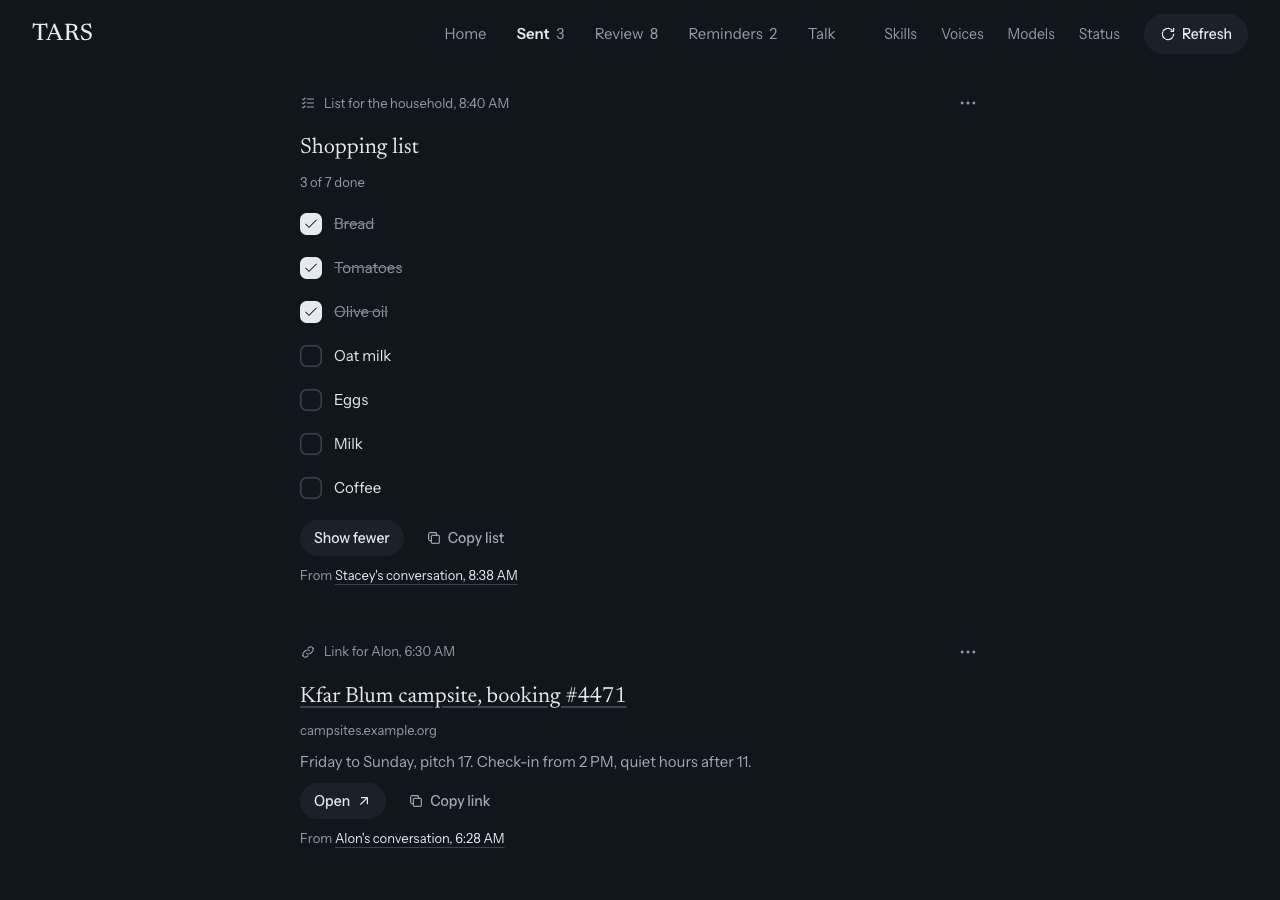 TARS
Home
Sent 3
Review 8
Reminders 2
Talk
Skills
Voices
Models
Status
Refresh
List for the household, 8:40 AM
Shopping list
3 of 7 done
Bread
Tomatoes
Olive oil
Oat milk
Eggs
Milk
Coffee
Show fewer
Copy list
From Stacey's conversation, 8:38 AM
Link for Alon, 6:30 AM
Kfar Blum campsite, booking #4471
campsites.example.org
Friday to Sunday, pitch 17. Check-in from 2 PM, quiet hours after 11.
Open
Copy link
From Alon's conversation, 6:28 AM